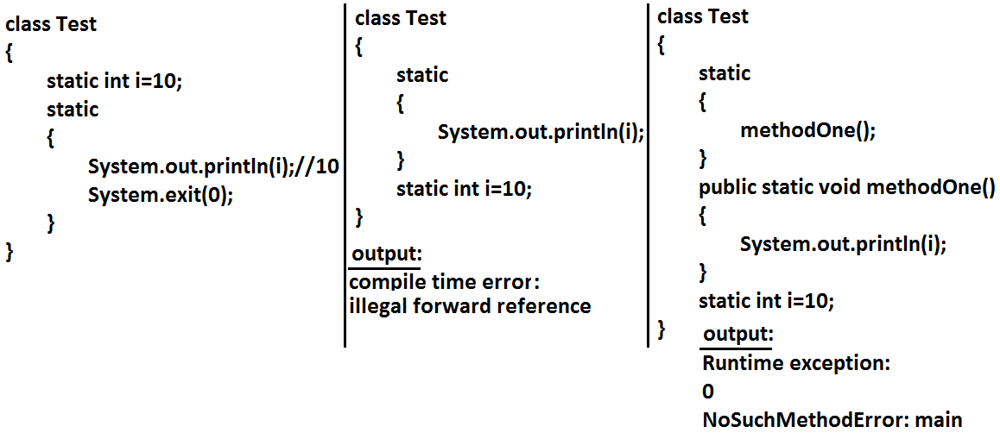 class Test
{
static int i=10;
static
{
System.out.println(i);//10
System.exit(0);
}
}
class Test
{
static
{
System.out.println(i);
}
static int i=10;
}
output:
compile time error:
illegal forward reference
class Test
{
static
{
methodOne();
}
public static void methodOne()
{
System.out.println(i);
}
static int i=10;
}
output:
Runtime exception:
0
NoSuchMethodError: main